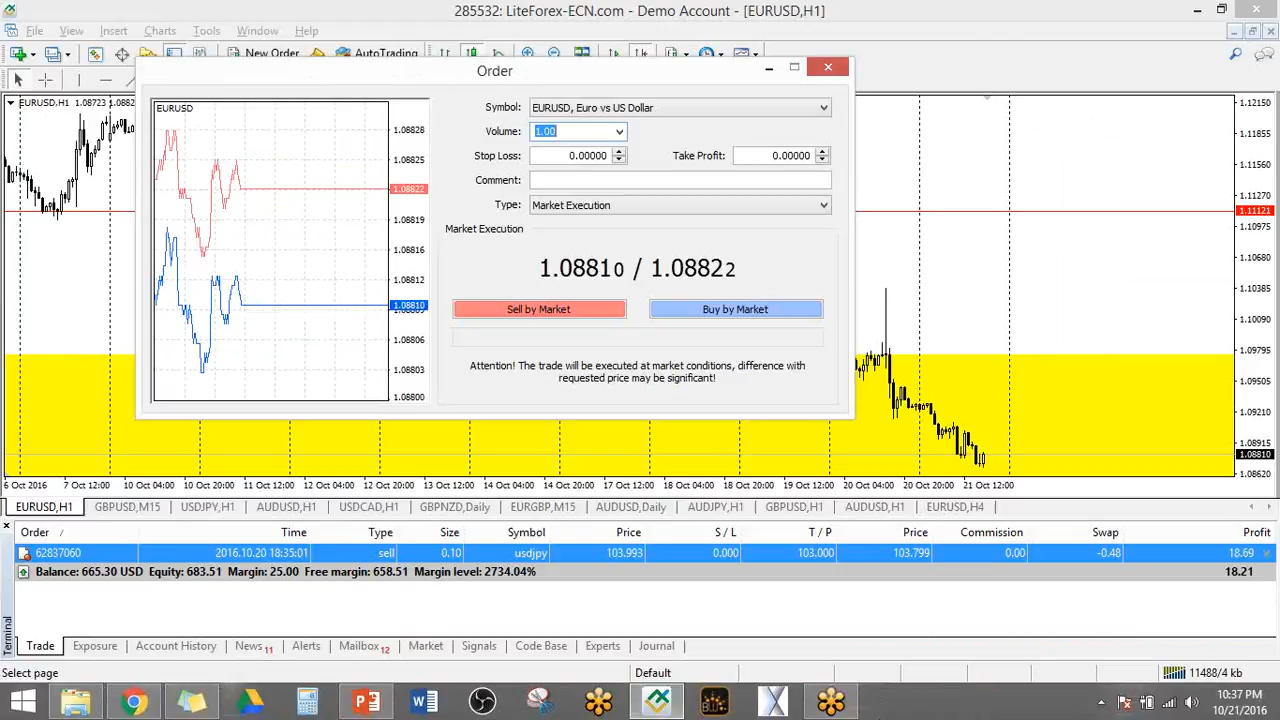 285532: LiteForex-ECN.com - Demo Account - [EURUSD,H1]
File View Insert Charts Tools Window Help
New Order AutoTrading
EURUSD,H1 1.08723
Order
EURUSD
1.08828
1.08825
1.08822
1.08819
1.08816
1.08812
1.08810
1.08806
1.08803
1.08800
Symbol: EURUSD, Euro vs US Dollar
Volume: 1.00
Stop Loss: 0.00000 Take Profit: 0.00000
Comment:
Type: Market Execution
Market Execution
1.08810 / 1.08822
Sell by Market Buy by Market
Attention! The trade will be executed at market conditions, difference with
requested price may be significant!
1.12150
1.11855
1.11560
1.11270
1.11121
1.10680
1.10385
1.10090
1.09795
1.09505
1.09210
1.08915
1.08810
1.08620
6 Oct 2016 7 Oct 12:00 10 Oct 04:00 10 Oct 20:00 11 Oct 12:00 12 Oct 04:00 12 Oct 20:00 13 Oct 12:00 14 Oct 04:00 14 Oct 20:00 17 Oct 12:00 18 Oct 04:00 18 Oct 20:00 19 Oct 12:00 20 Oct 04:00 20 Oct 20:00 21 Oct 12:00
EURUSD,H1 GBPUSD,M15 USDJPY,H1 AUDUSD,H1 USDCAD,H1 GBPNZD,Daily EURGBP,M15 AUDUSD,Daily AUDJPY,H1 GBPUSD,H1 AUDUSD,H1 EURUSD,H4
Order / Time Type Size Symbol Price S / L T / P Price Commission Swap Profit
62837060 2016.10.20 18:35:01 sell 0.10 usdjpy 103.993 0.000 103.000 103.799 0.00 -0.48 18.69
Balance: 665.30 USD Equity: 683.51 Margin: 25.00 Free margin: 658.51 Margin level: 2734.04% 18.21
Terminal
Trade Exposure Account History News 11 Alerts Mailbox 12 Market Signals Code Base Experts Journal
Select page Default 11488/4 kb
10:37 PM
10/21/2016